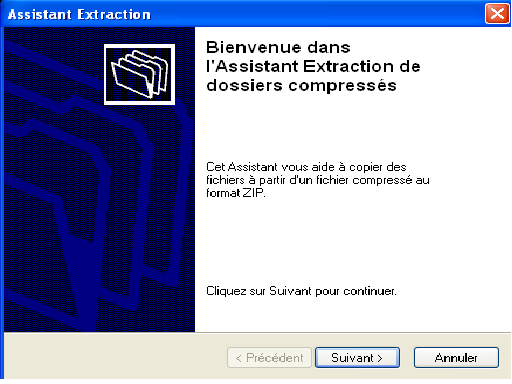 Assistant Extraction
Bienvenue dans
l'Assistant Extraction de
dossiers compressés
Cet Assistant vous aide à copier des
fichiers à partir d'un fichier compressé au
format ZIP.
Cliquez sur Suivant pour continuer.
< Précédent
Suivant >
Annuler